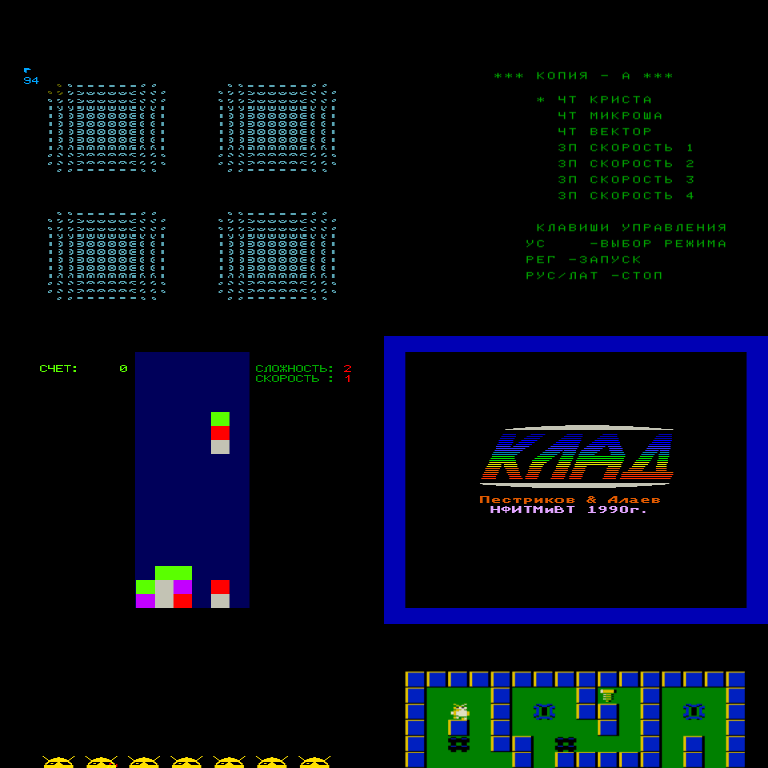 94
*** КОПИЯ - А ***
* ЧТ КРИСТА
ЧТ МИКРОША
ЧТ ВЕКТОР
ЗП СКОРОСТЬ 1
ЗП СКОРОСТЬ 2
ЗП СКОРОСТЬ 3
ЗП СКОРОСТЬ 4
КЛАВИШИ УПРАВЛЕНИЯ
УС -ВЫБОР РЕЖИМА
РЕГ -ЗАПУСК
РУС/ЛАТ -СТОП
СЧЕТ: 0
СЛОЖНОСТЬ: 2
СКОРОСТЬ : 1
КЛАД
Пестриков & Алаев
НФИТМиВТ 1990г.